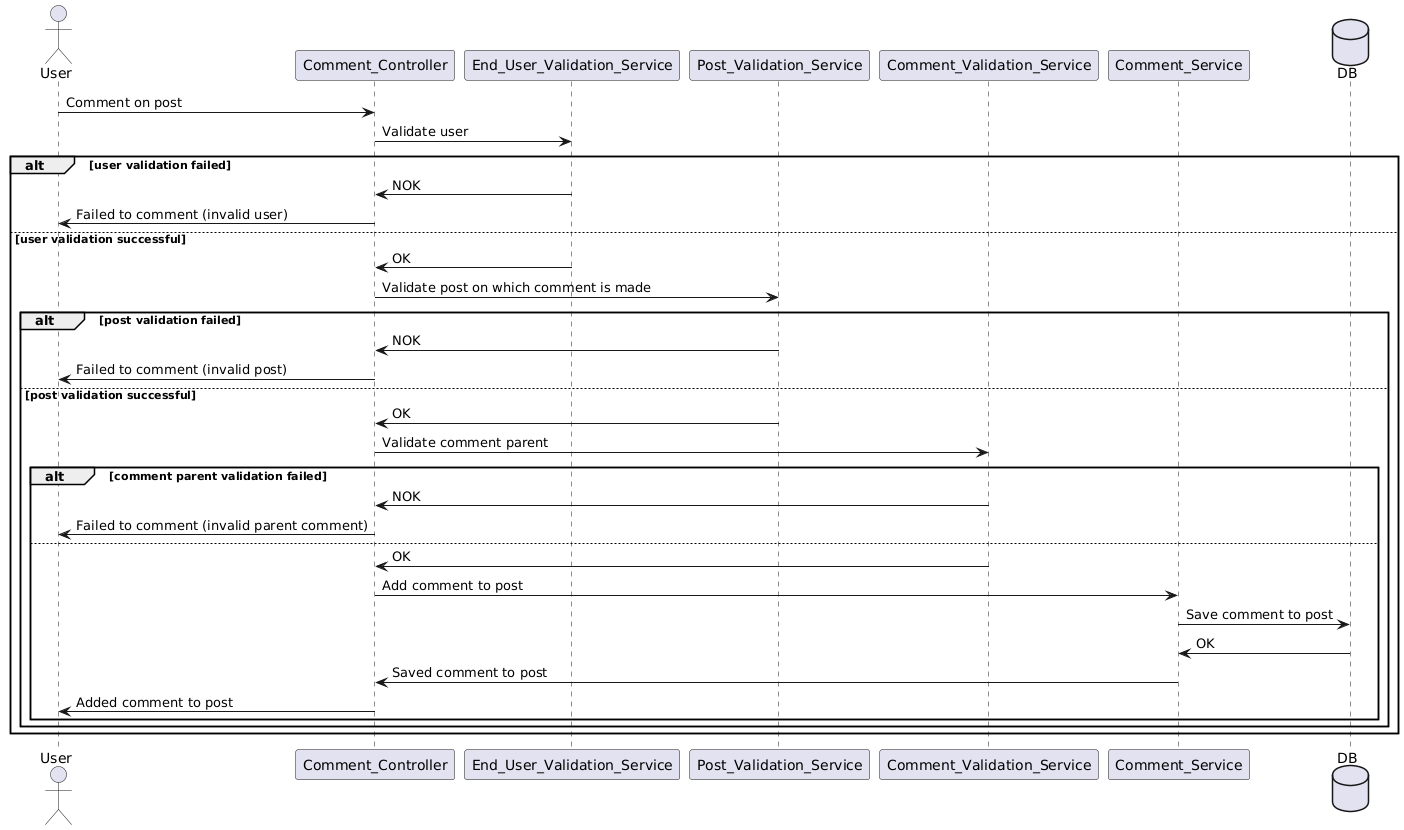 User
Comment_Controller
End_User_Validation_Service
Post_Validation_Service
Comment_Validation_Service
Comment_Service
DB
Comment on post
Validate user
alt
[user validation failed]
NOK
Failed to comment (invalid user)
[user validation successful]
OK
Validate post on which comment is made
alt
[post validation failed]
NOK
Failed to comment (invalid post)
[post validation successful]
OK
Validate comment parent
alt
[comment parent validation failed]
NOK
Failed to comment (invalid parent comment)
OK
Add comment to post
Save comment to post
OK
Saved comment to post
Added comment to post
User
Comment_Controller
End_User_Validation_Service
Post_Validation_Service
Comment_Validation_Service
Comment_Service
DB